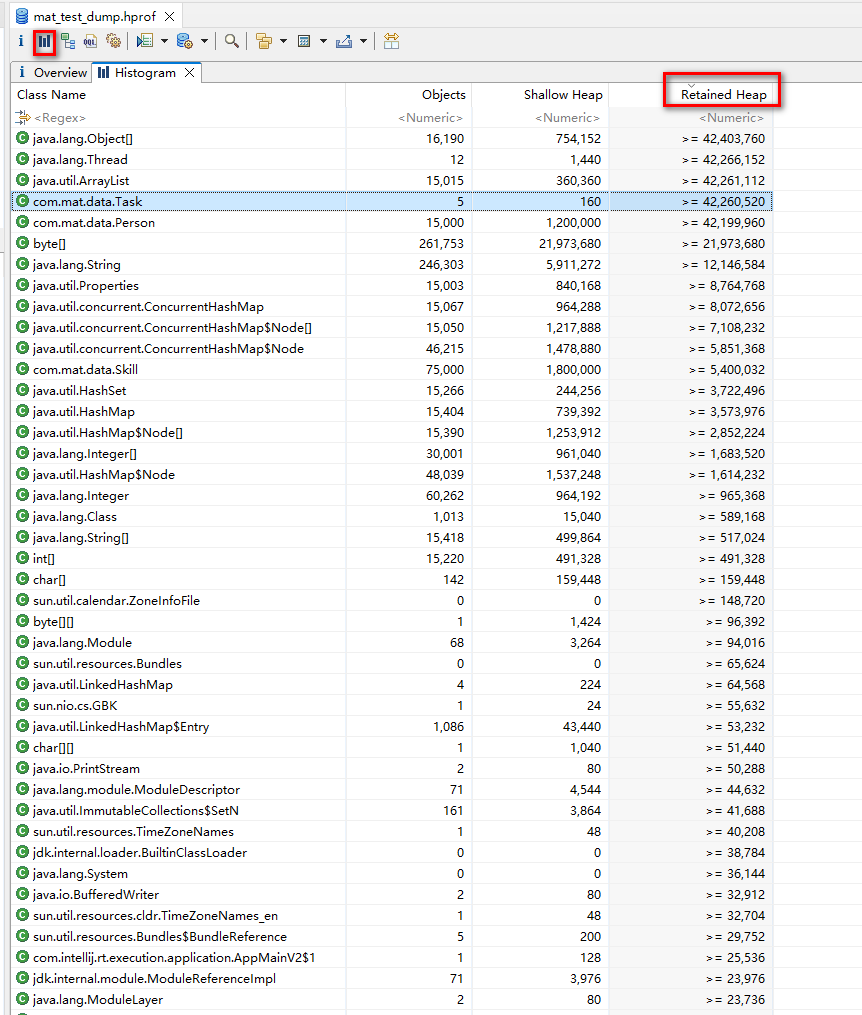 mat_test_dump.hprof
i OQL
i Overview Histogram
Class Name Objects Shallow Heap Retained Heap
<Regex> <Numeric> <Numeric> <Numeric>
java.lang.Object[] 16,190 754,152 >= 42,403,760
java.lang.Thread 12 1,440 >= 42,266,152
java.util.ArrayList 15,015 360,360 >= 42,261,112
com.mat.data.Task 5 160 >= 42,260,520
com.mat.data.Person 15,000 1,200,000 >= 42,199,960
byte[] 261,753 21,973,680 >= 21,973,680
java.lang.String 246,303 5,911,272 >= 12,146,584
java.util.Properties 15,003 840,168 >= 8,764,768
java.util.concurrent.ConcurrentHashMap 15,067 964,288 >= 8,072,656
java.util.concurrent.ConcurrentHashMap$Node[] 15,050 1,217,888 >= 7,108,232
java.util.concurrent.ConcurrentHashMap$Node 46,215 1,478,880 >= 5,851,368
com.mat.data.Skill 75,000 1,800,000 >= 5,400,032
java.util.HashSet 15,266 244,256 >= 3,722,496
java.util.HashMap 15,404 739,392 >= 3,573,976
java.util.HashMap$Node[] 15,390 1,253,912 >= 2,852,224
java.lang.Integer[] 30,001 961,040 >= 1,683,520
java.util.HashMap$Node 48,039 1,537,248 >= 1,614,232
java.lang.Integer 60,262 964,192 >= 965,368
java.lang.Class 1,013 15,040 >= 589,168
java.lang.String[] 15,418 499,864 >= 517,024
int[] 15,220 491,328 >= 491,328
char[] 142 159,448 >= 159,448
sun.util.calendar.ZoneInfoFile 0 0 >= 148,720
byte[][] 1 1,424 >= 96,392
java.lang.Module 68 3,264 >= 94,016
sun.util.resources.Bundles 0 0 >= 65,624
java.util.LinkedHashMap 4 224 >= 64,568
sun.nio.cs.GBK 1 24 >= 55,632
java.util.LinkedHashMap$Entry 1,086 43,440 >= 53,232
char[][] 1 1,040 >= 51,440
java.io.PrintStream 2 80 >= 50,288
java.lang.module.ModuleDescriptor 71 4,544 >= 44,632
java.util.ImmutableCollections$SetN 161 3,864 >= 41,688
sun.util.resources.TimeZoneNames 1 48 >= 40,208
jdk.internal.loader.BuiltinClassLoader 0 0 >= 38,784
java.lang.System 0 0 >= 36,144
java.io.BufferedWriter 2 80 >= 32,912
sun.util.resources.cldr.TimeZoneNames_en 1 48 >= 32,704
sun.util.resources.Bundles$BundleReference 5 200 >= 29,752
com.intellij.rt.execution.application.AppMainV2$1 1 128 >= 25,536
jdk.internal.module.ModuleReferenceImpl 71 3,976 >= 23,976
java.lang.ModuleLayer 2 80 >= 23,736